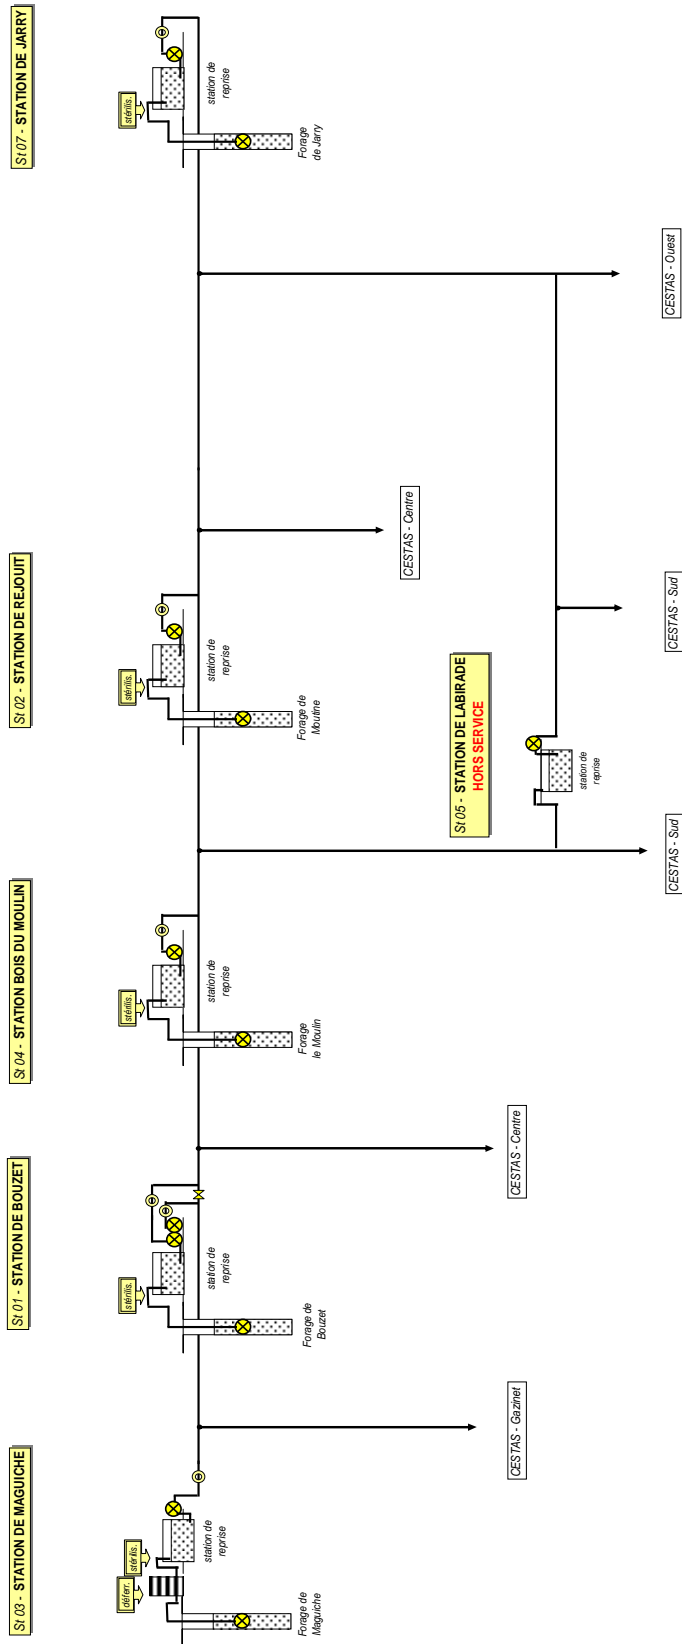 St 03 - STATION DE MAGUICHE
déferr.
stérilis.
station de
reprise
Forage de
Maguiche
CESTAS - Gazinet
St 01 - STATION DE BOUZET
stérilis.
station de
reprise
Forage de
Bouzet
CESTAS - Centre
St 04 - STATION BOIS DU MOULIN
stérilis.
station de
reprise
Forage
le Moulin
CESTAS - Sud
St 05 - STATION DE LABIRADE
HORS SERVICE
station de
reprise
CESTAS - Sud
St 02 - STATION DE REJOUIT
stérilis.
station de
reprise
Forage de
Moutine
CESTAS - Centre
CESTAS - Ouest
St 07 - STATION DE JARRY
stérilis.
station de
reprise
Forage
de Jarry